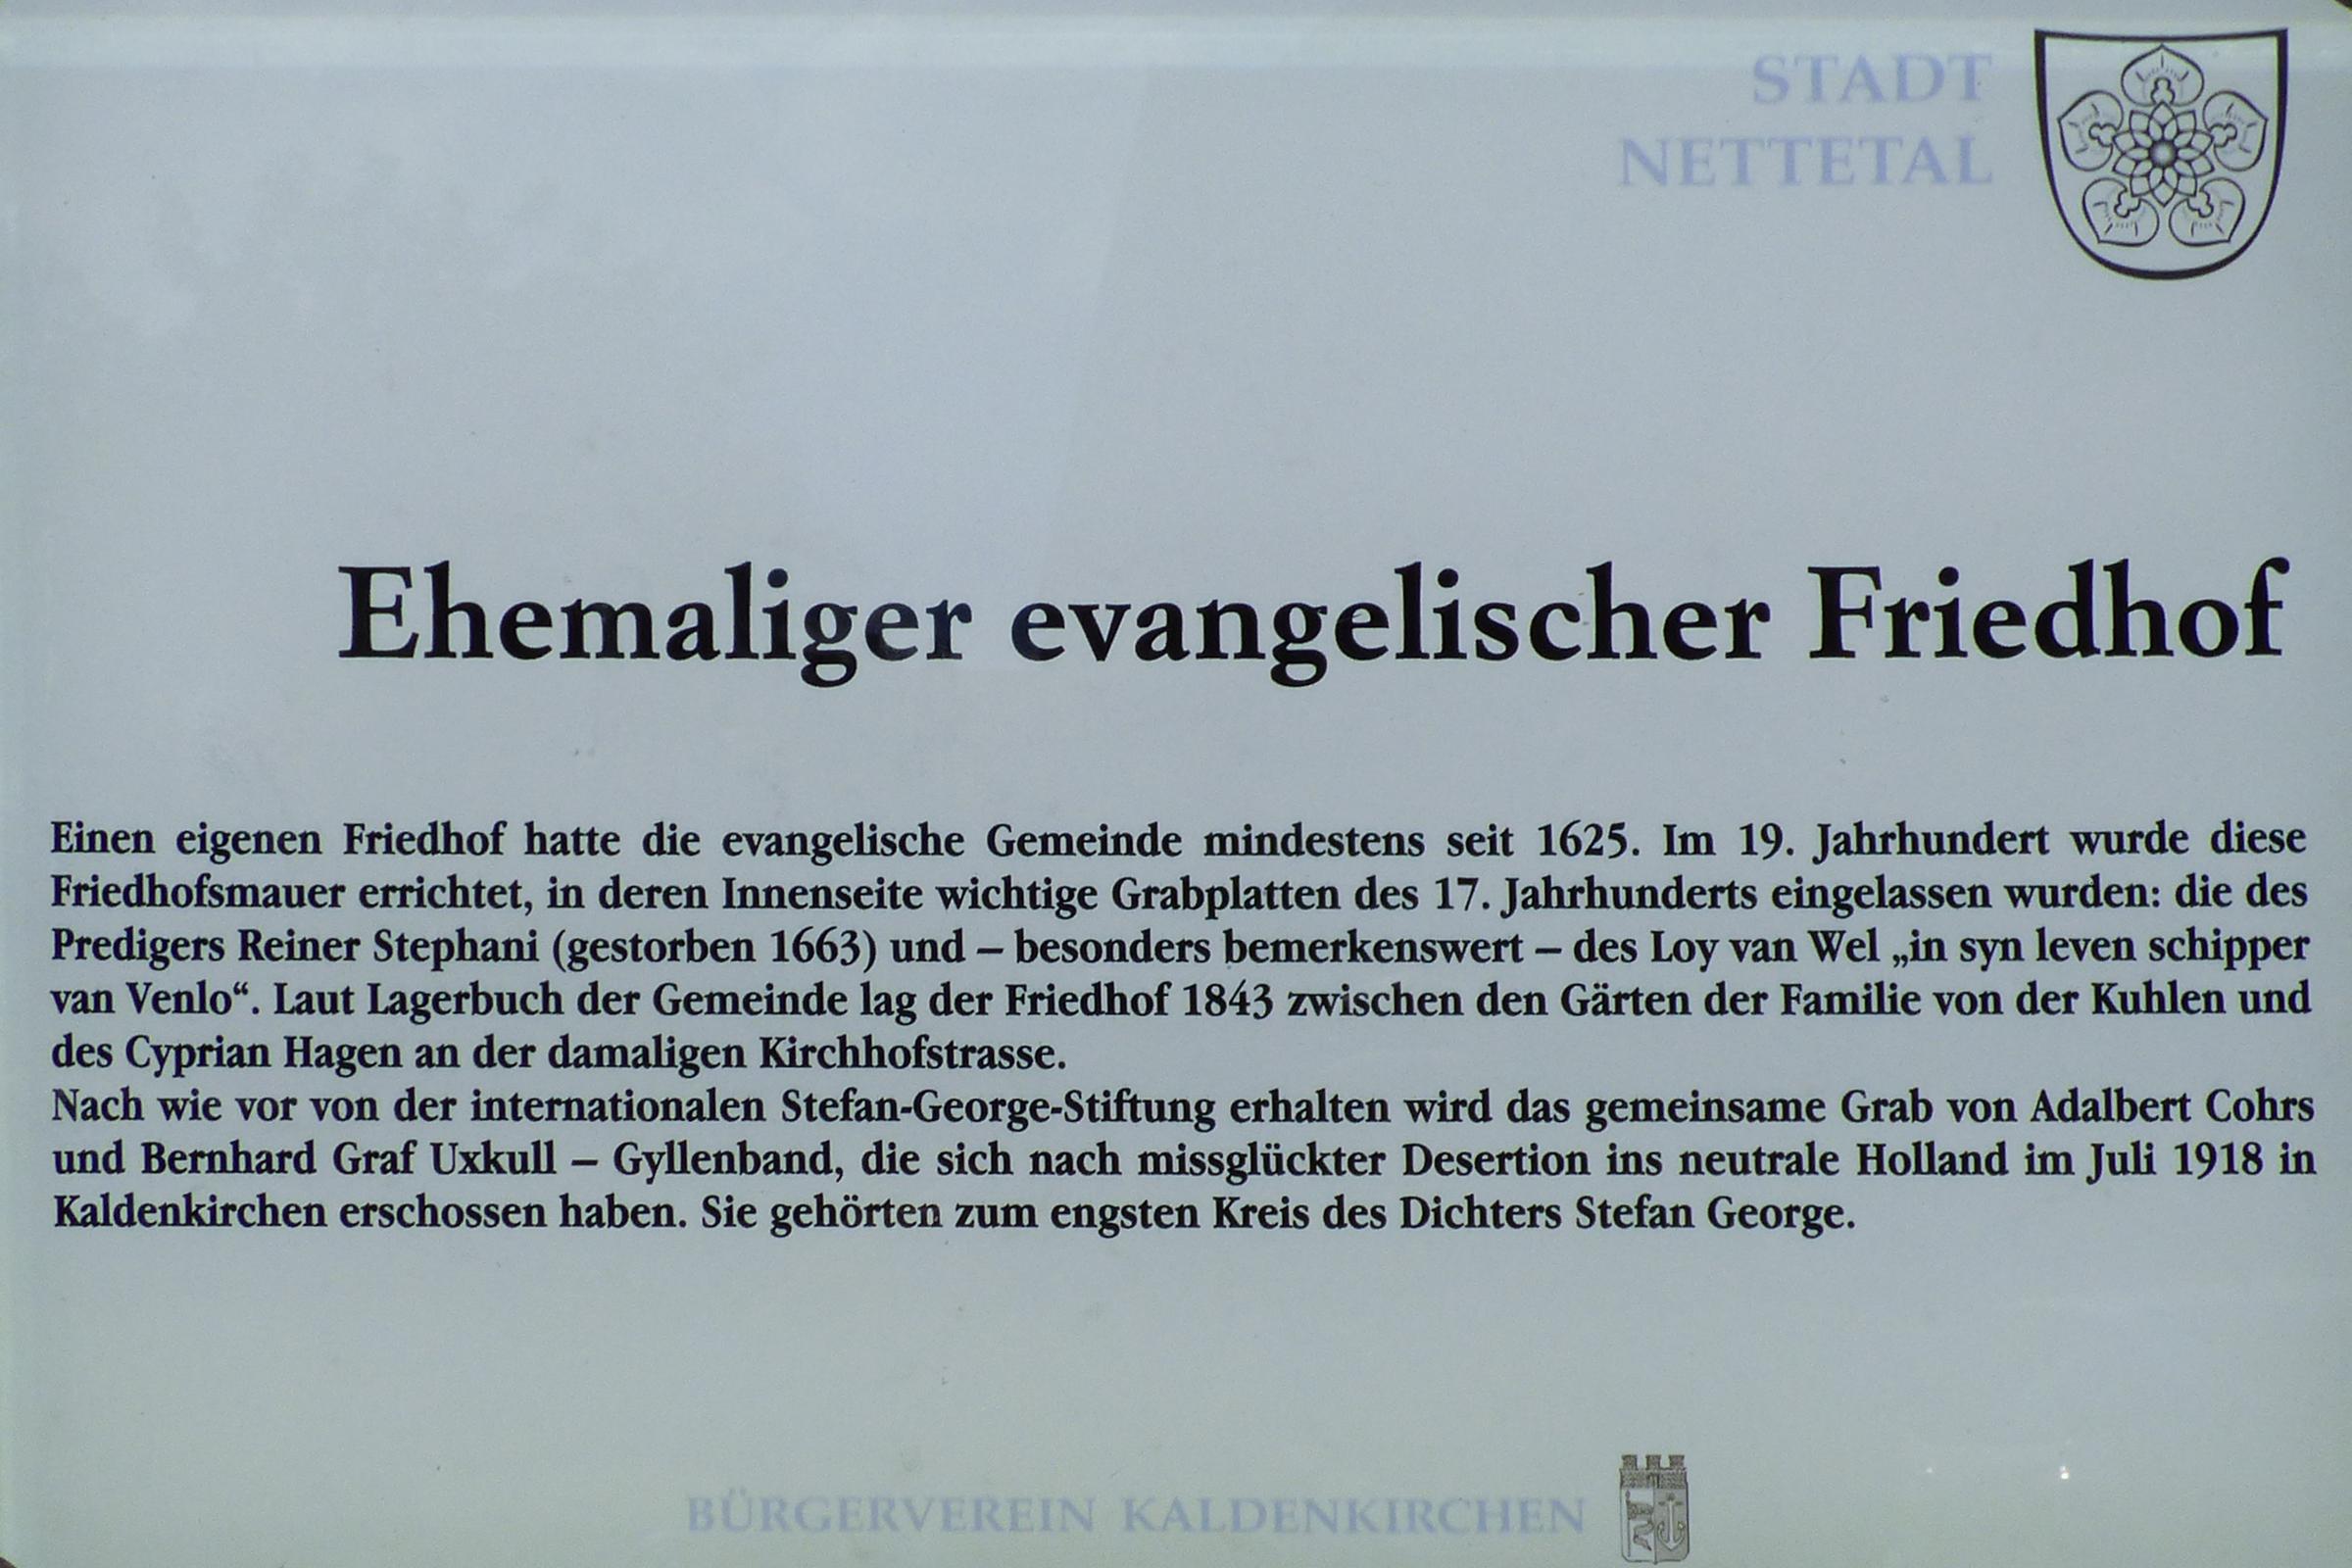 STADT
NETTETAL
Ehemaliger evangelischer Friedhof
Einen eigenen Friedhof hatte die evangelische Gemeinde mindestens seit 1625. Im 19. Jahrhundert wurde diese
Friedhofsmauer errichtet, in deren Innenseite wichtige Grabplatten des 17. Jahrhunderts eingelassen wurden: die des
Predigers Reiner Stephani (gestorben 1663) und – besonders bemerkenswert – des Loy van Wel „in syn leven schipper
van Venlo“. Laut Lagerbuch der Gemeinde lag der Friedhof 1843 zwischen den Gärten der Familie von der Kuhlen und
des Cyprian Hagen an der damaligen Kirchhofstrasse.
Nach wie vor von der internationalen Stefan-George-Stiftung erhalten wird das gemeinsame Grab von Adalbert Cohrs
und Bernhard Graf Uxkull – Gyllenband, die sich nach missglückter Desertion ins neutrale Holland im Juli 1918 in
Kaldenkirchen erschossen haben. Sie gehörten zum engsten Kreis des Dichters Stefan George.
BÜRGERVEREIN KALDENKIRCHEN